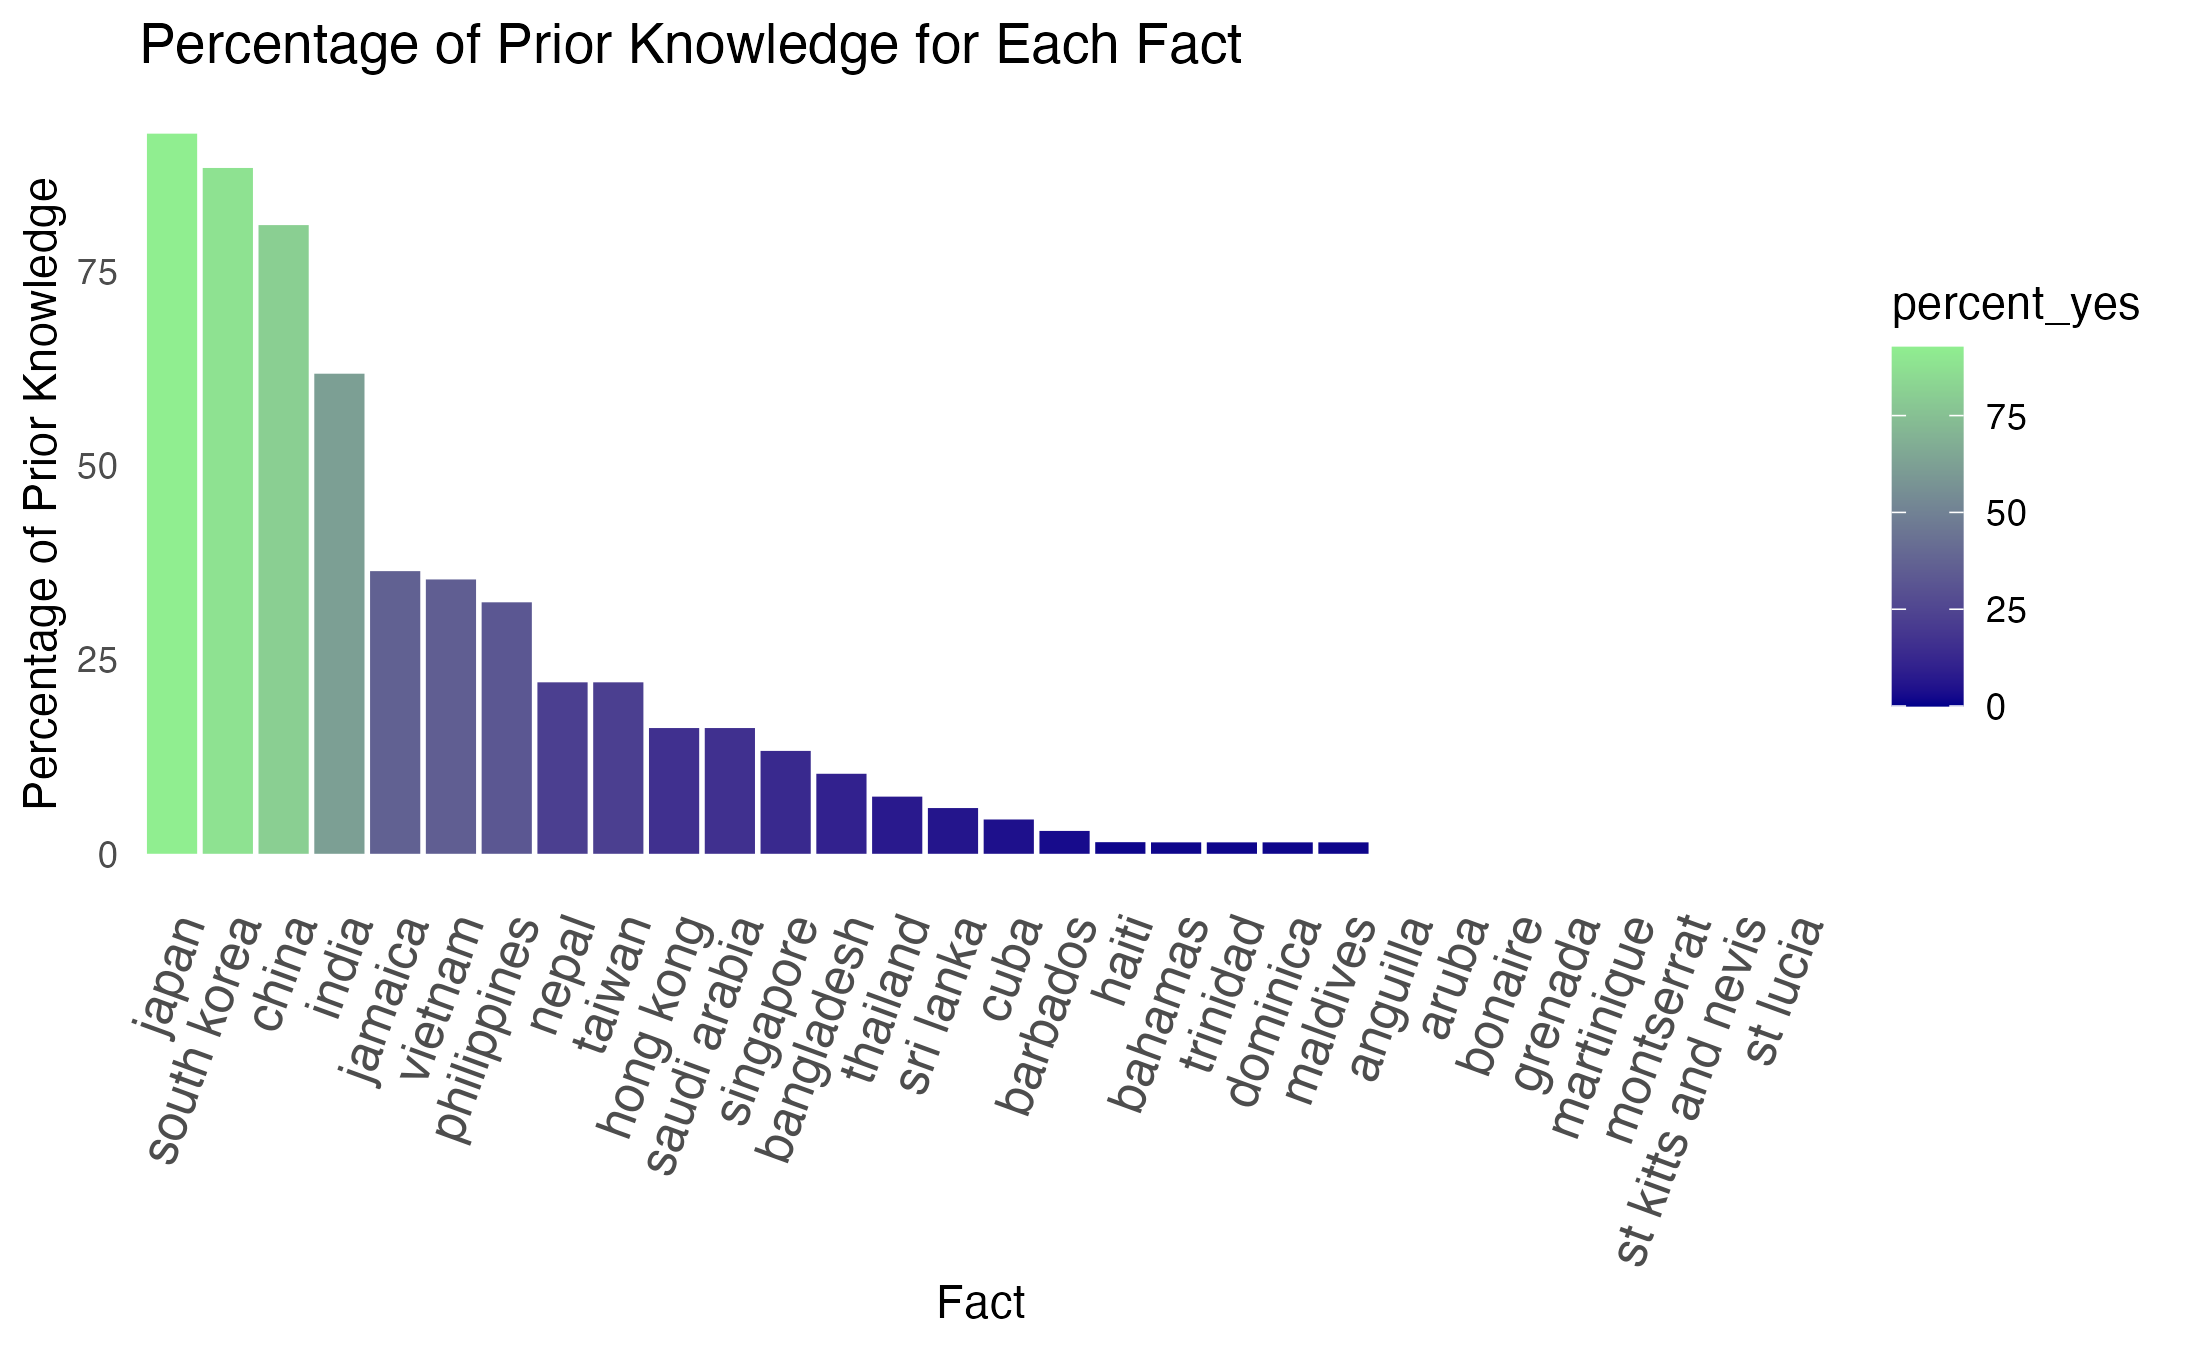 Percentage of Prior Knowledge for Each Fact
Percentage of Prior Knowledge
75
50
25
0
japan
south korea
china
india
jamaica
vietnam
philippines
nepal
taiwan
hong kong
saudi arabia
singapore
bangladesh
thailand
sri lanka
cuba
barbados
haiti
bahamas
trinidad
dominica
maldives
anguilla
aruba
bonaire
grenada
martinique
montserrat
st kitts and nevis
st lucia
Fact
percent_yes
75
50
25
0